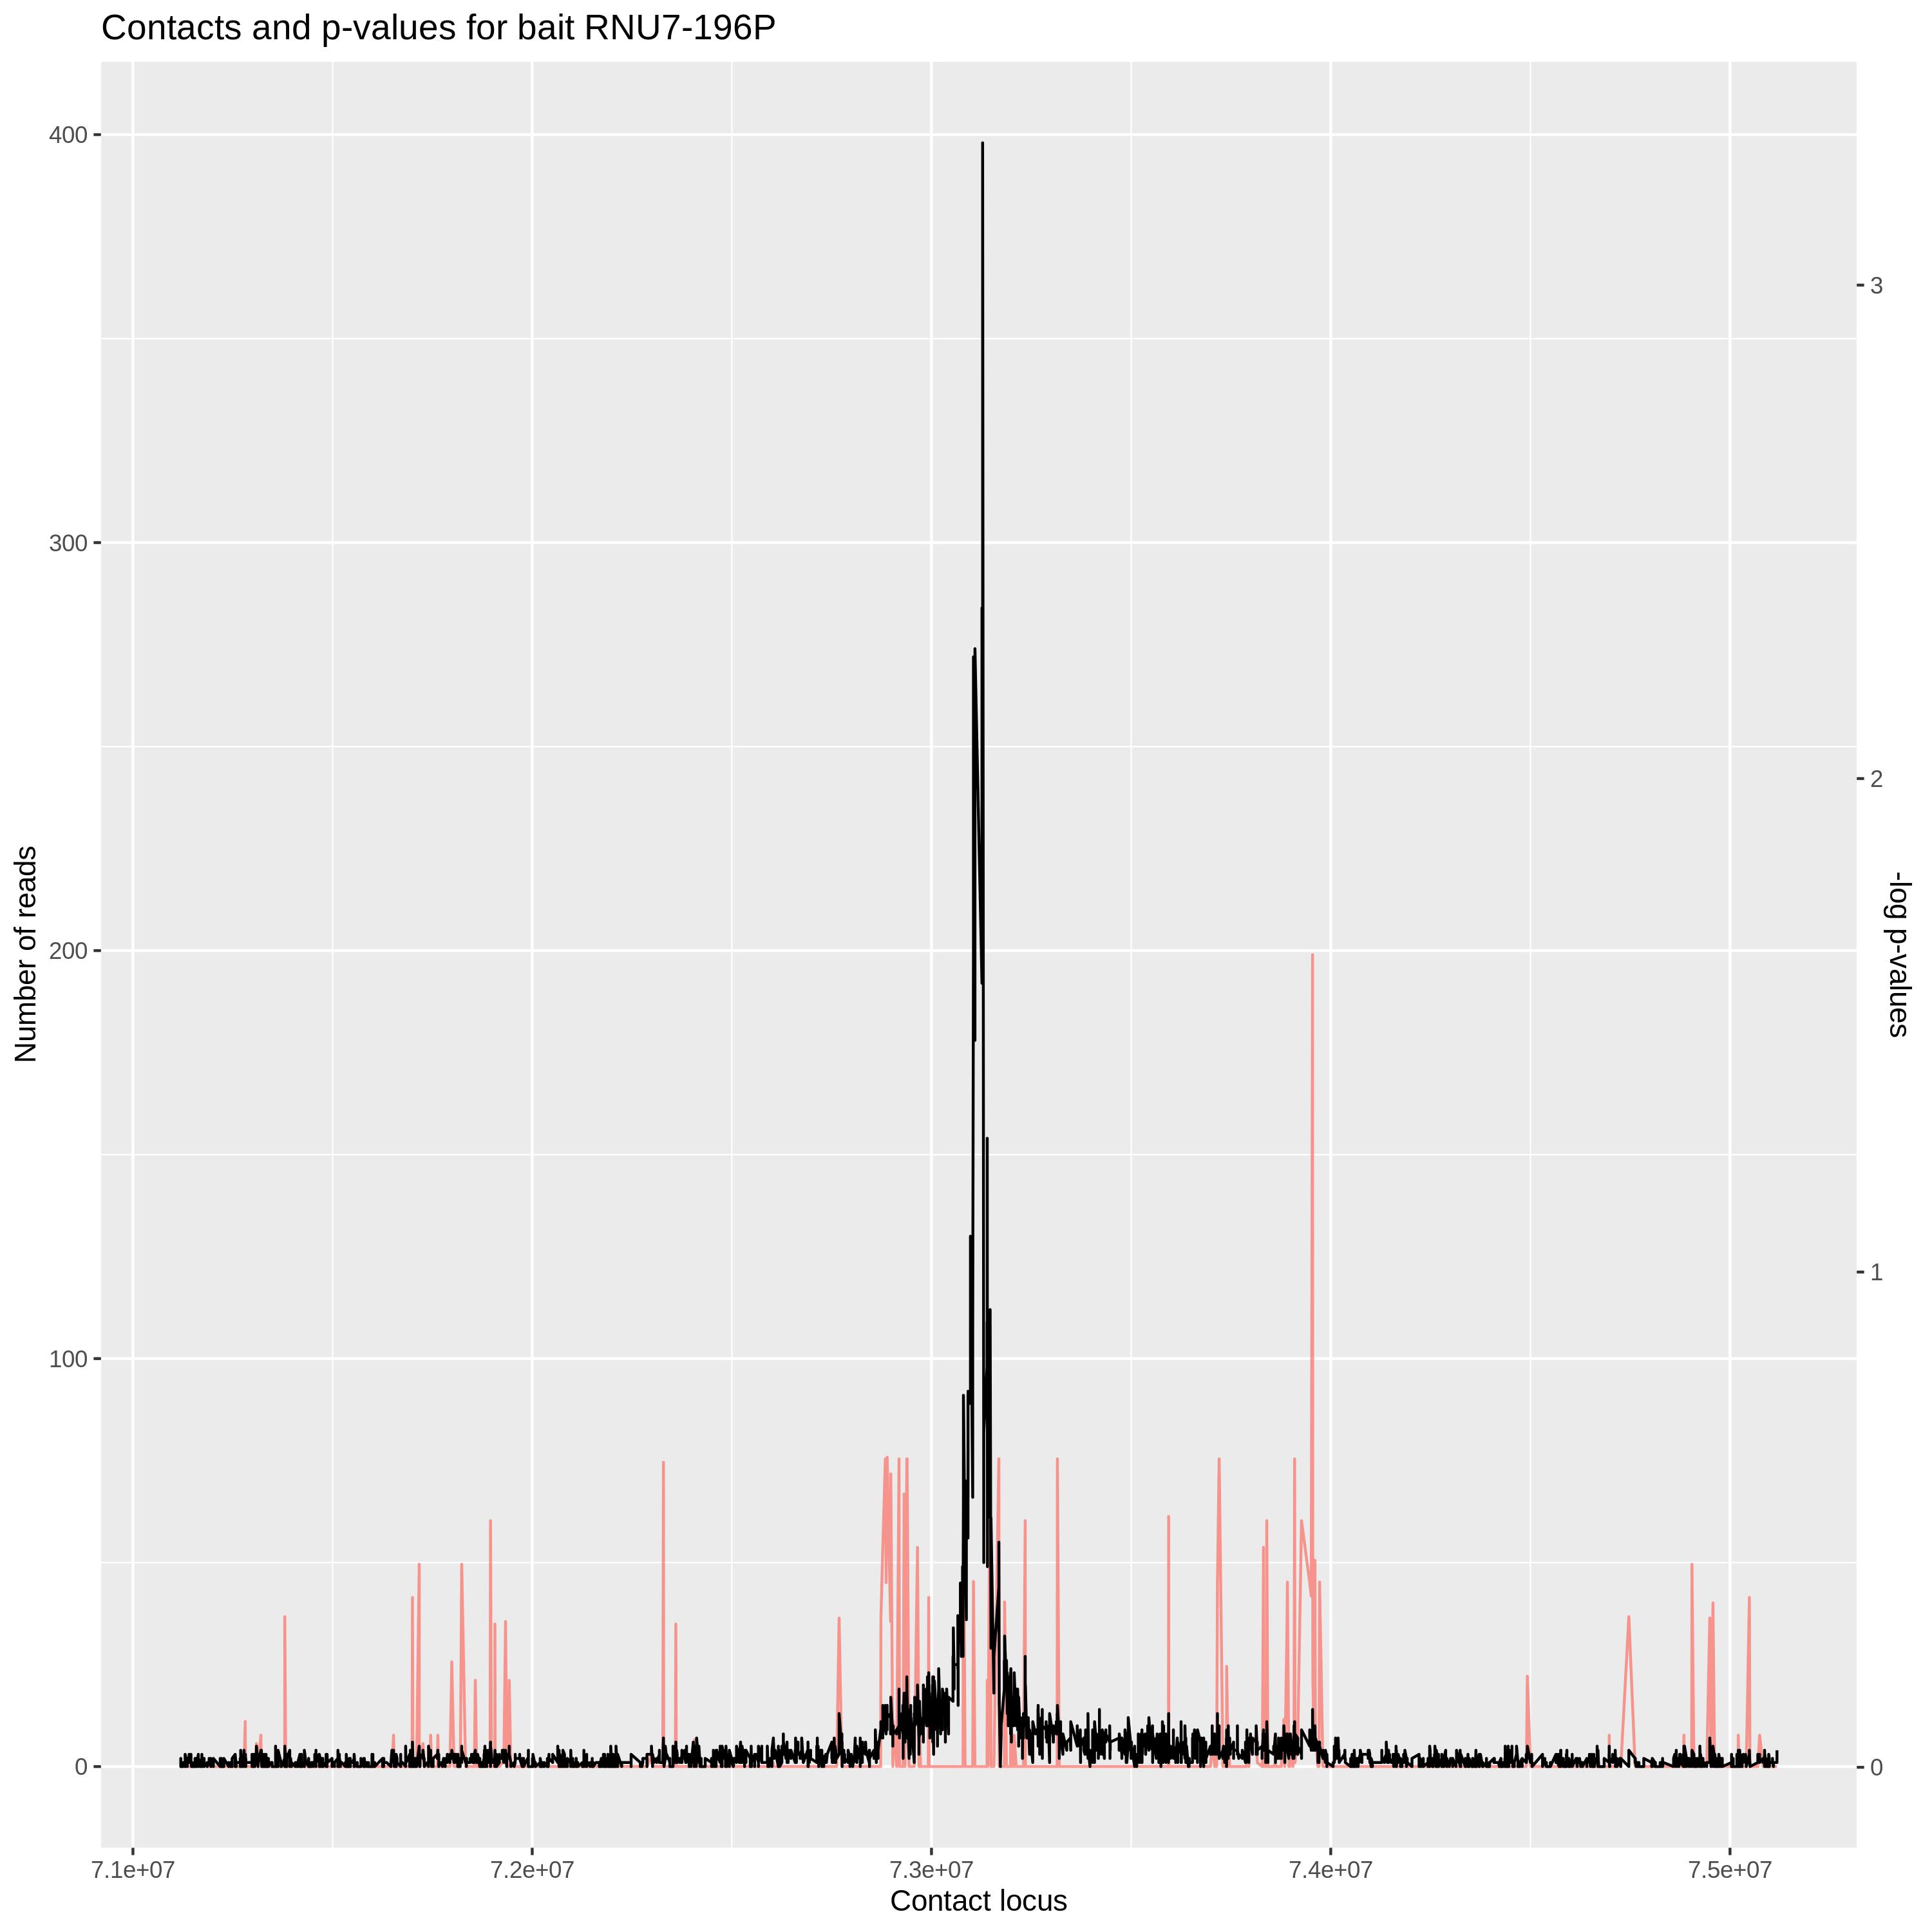 Contacts and p-values for bait RNU7-196P
400
300
200
100
0
Number of reads
3
2
1
0
-log p-values
7.1e+07 7.2e+07 7.3e+07 7.4e+07 7.5e+07
Contact locus